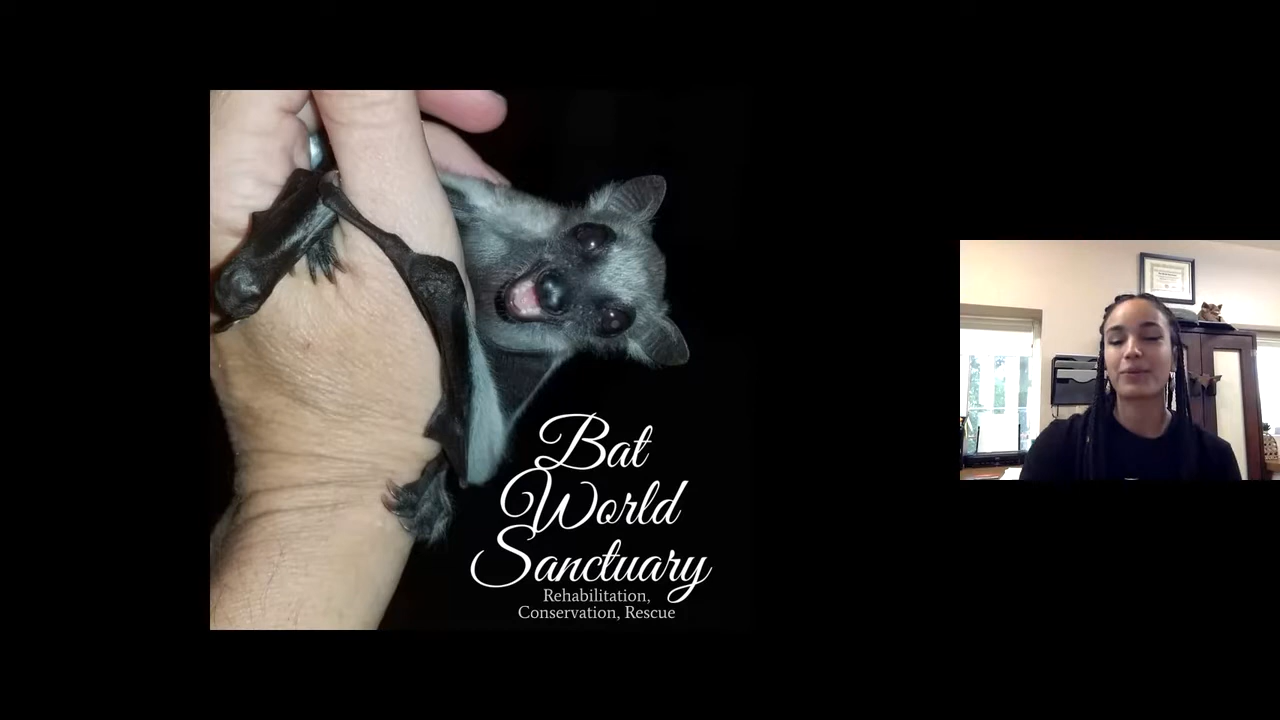 Bat
World
Sanctuary
Rehabilitation,
Conservation, Rescue